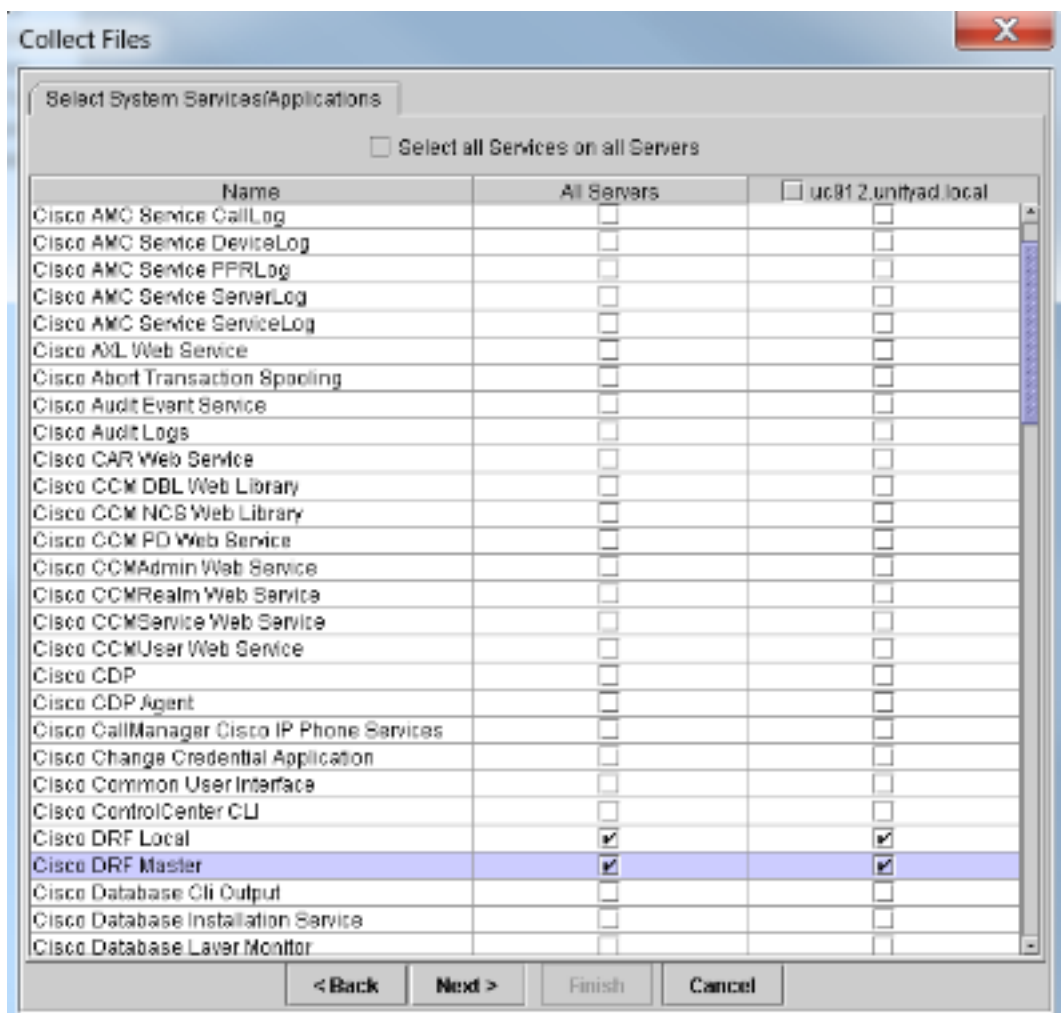 Collect Files
Select System Services/Applications
Select all Services on all Servers
Name All Servers uc912.unityad.local
Cisco AMC Service CallLog
Cisco AMC Service DeviceLog
Cisco AMC Service PPRLog
Cisco AMC Service ServerLog
Cisco AMC Service ServiceLog
Cisco AXL Web Service
Cisco Abort Transaction Spooling
Cisco Audit Event Service
Cisco Audit Logs
Cisco CAR Web Service
Cisco CCM DBL Web Library
Cisco CCM NCS Web Library
Cisco CCM PD Web Service
Cisco CCMAdmin Web Service
Cisco CCMRealm Web Service
Cisco CCMService Web Service
Cisco CCMUser Web Service
Cisco CDP
Cisco CDP Agent
Cisco CallManager Cisco IP Phone Services
Cisco Change Credential Application
Cisco Common User Interface
Cisco ControlCenter CLI
Cisco DRF Local
Cisco DRF Master
Cisco Database Cli Output
Cisco Database Installation Service
Cisco Database Layer Monitor
< Back Next > Finish Cancel